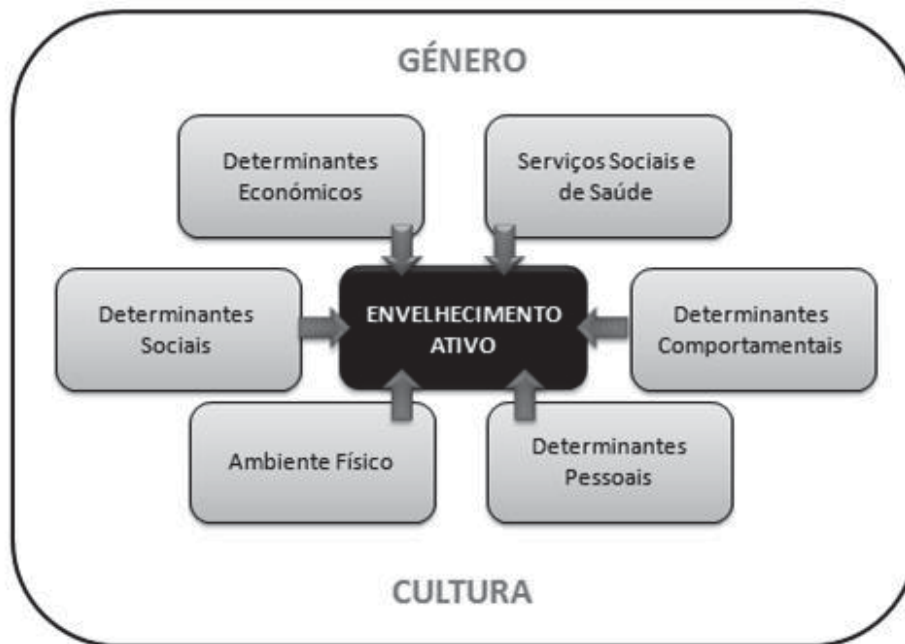 GÉNERO
Determinantes
Económicos
Serviços Sociais e
de Saúde
Determinantes
Sociais
ENVELHECIMENTO
ATIVO
Determinantes
Comportamentais
Ambiente Físico
Determinantes
Pessoais
CULTURA